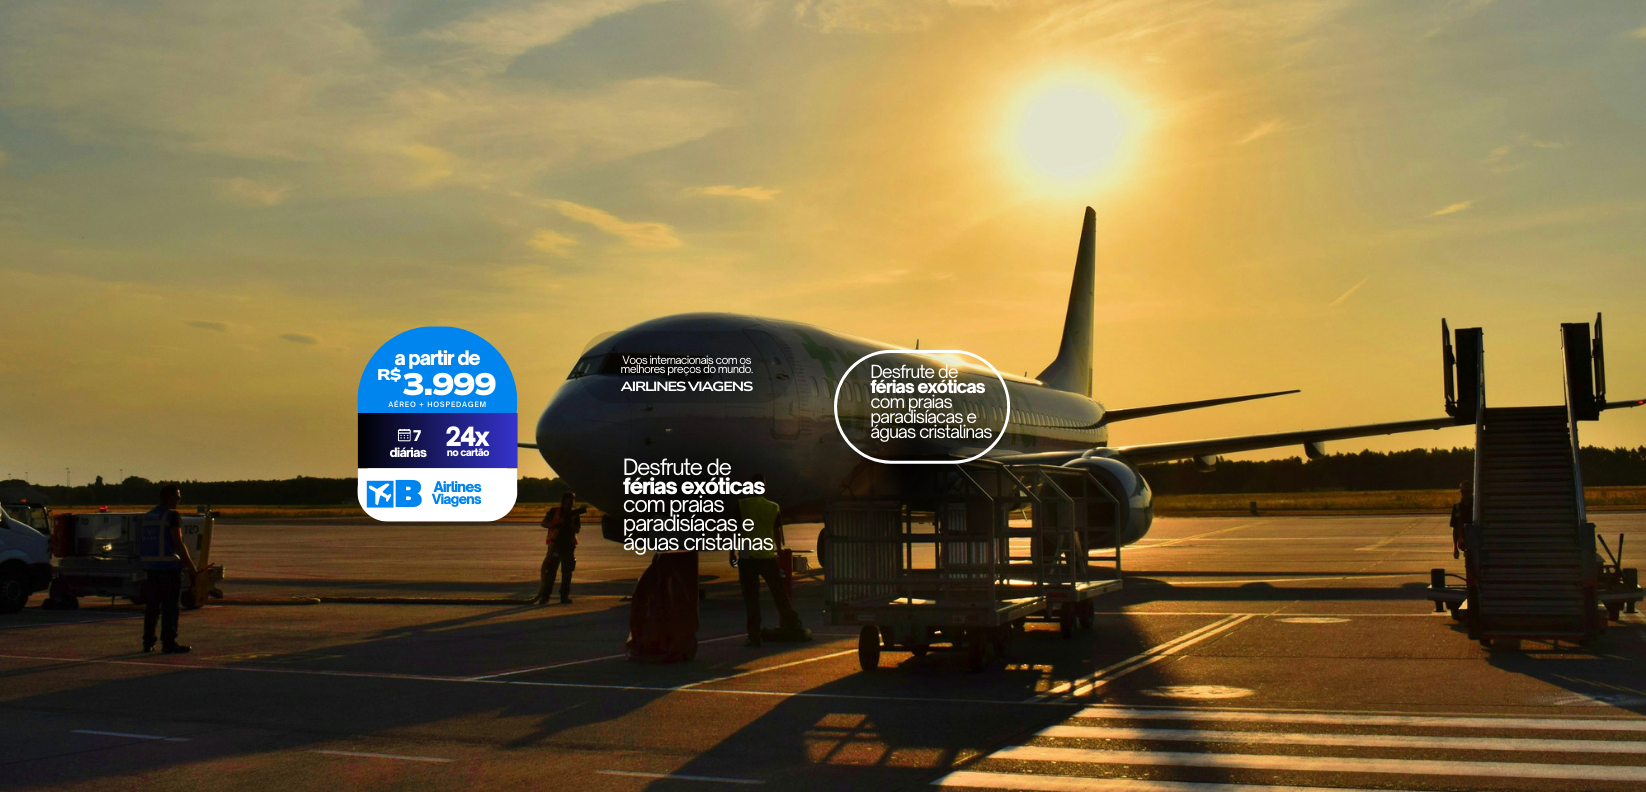 a partir de
R$ 3.999
AÉREO + HOSPEDAGEM
7
diárias
24x
no cartão
B
Airlines
Viagens
Voos internacionais com os
melhores preços do mundo.
AIRLINES VIAGENS
Desfrute de
férias exóticas
com praias
paradisíacas e
águas cristalinas
Desfrute de
férias exóticas
com praias
paradisíacas e
águas cristalinas